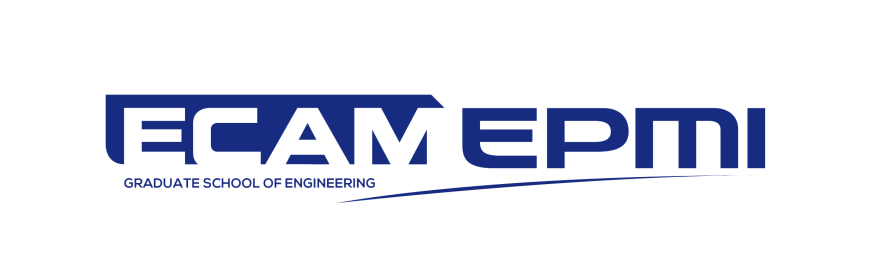 ECAM EPMI
GRADUATE SCHOOL OF ENGINEERING